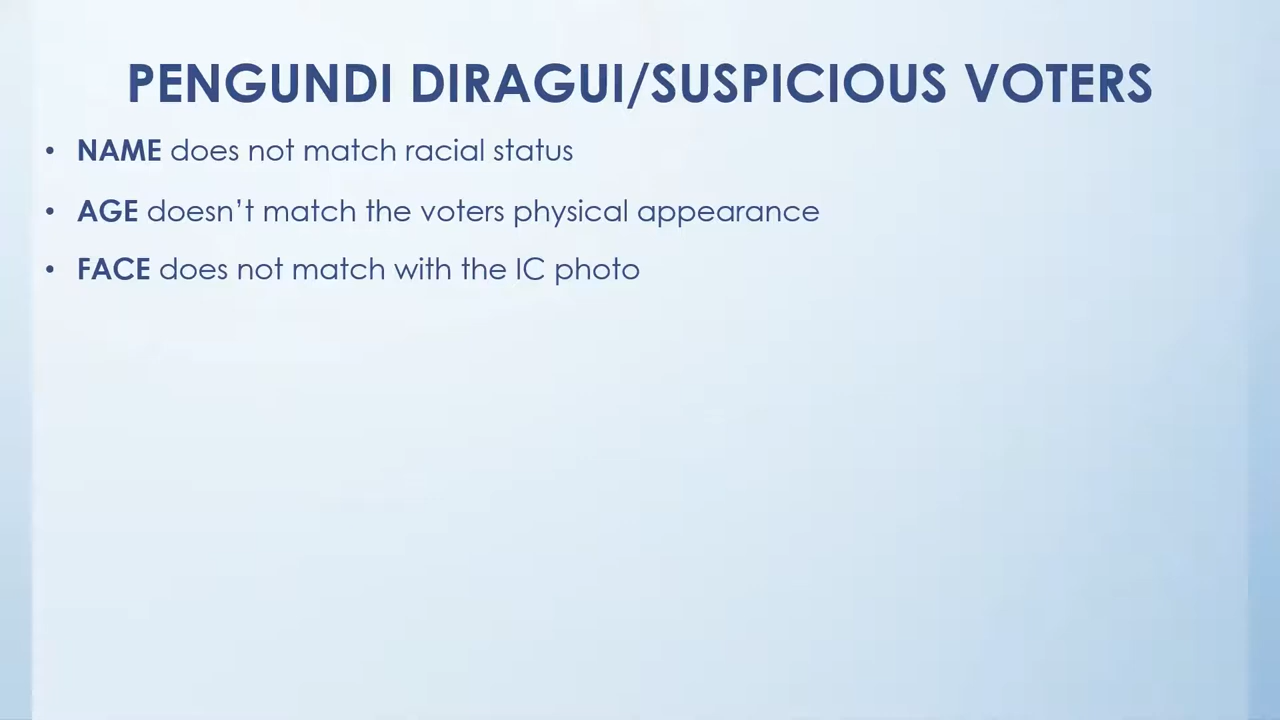 PENGUNDI DIRAGUI/SUSPICIOUS VOTERS
• NAME does not match racial status
• AGE doesn’t match the voters physical appearance
• FACE does not match with the IC photo